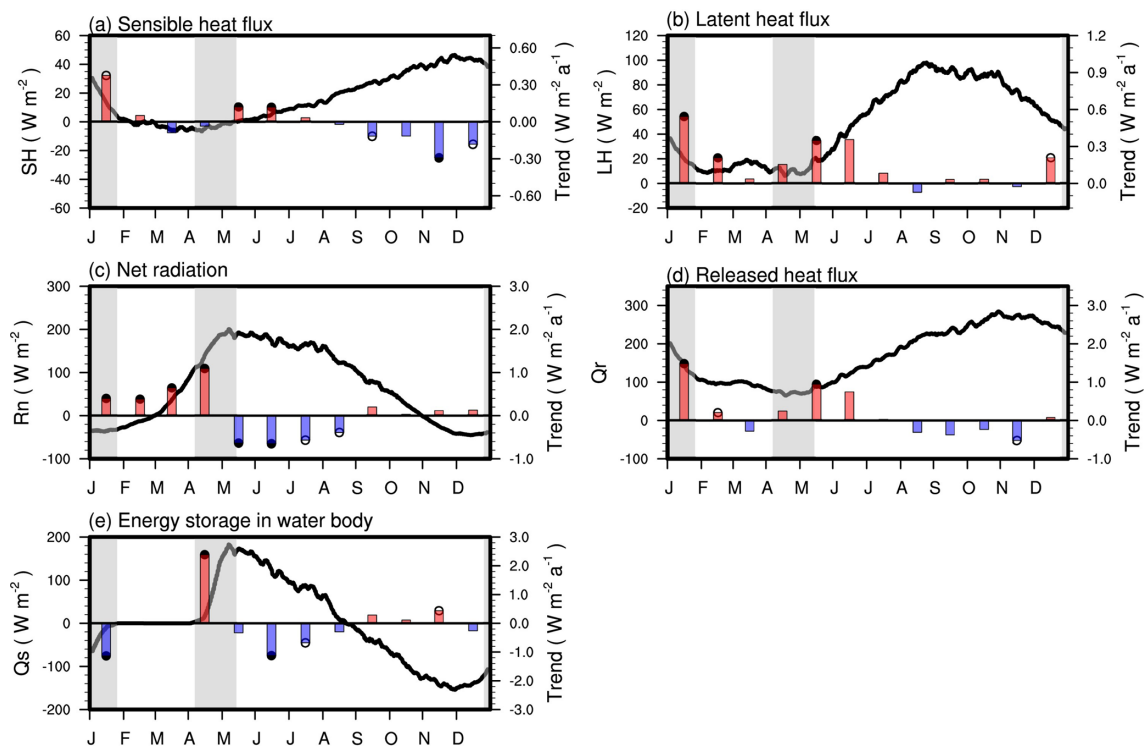 (a) Sensible heat flux
60
40
20
0
-20
-40
-60
SH ( W m-2 )
0.60
0.30
0.00
-0.30
-0.60
Trend ( W m-2 a-1 )
J F M A M J J A S O N D
(b) Latent heat flux
120
100
80
60
40
20
0
-20
LH ( W m-2 )
1.2
0.9
0.6
0.3
0.0
Trend ( W m-2 a-1 )
J F M A M J J A S O N D
(c) Net radiation
300
200
100
0
-100
Rn ( W m-2 )
3.0
2.0
1.0
0.0
-1.0
Trend ( W m-2 a-1 )
J F M A M J J A S O N D
(d) Released heat flux
300
200
100
0
-100
Qr
3.0
2.0
1.0
0.0
-1.0
Trend ( W m-2 a-1 )
J F M A M J J A S O N D
(e) Energy storage in water body
200
100
0
-100
-200
Qs ( W m-2 )
3.0
2.0
1.0
0.0
-1.0
-2.0
-3.0
Trend ( W m-2 a-1 )
J F M A M J J A S O N D